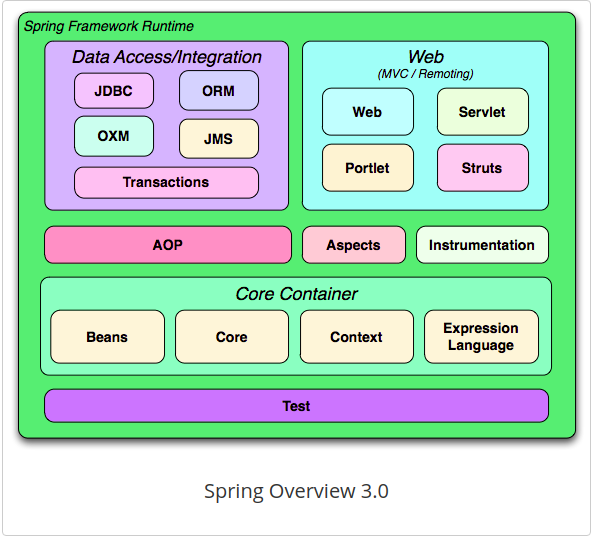 Spring Framework Runtime
Data Access/Integration
JDBC
ORM
OXM
JMS
Transactions
Web
(MVC / Remoting)
Web
Servlet
Portlet
Struts
AOP
Aspects
Instrumentation
Core Container
Beans
Core
Context
Expression
Language
Test
Spring Overview 3.0